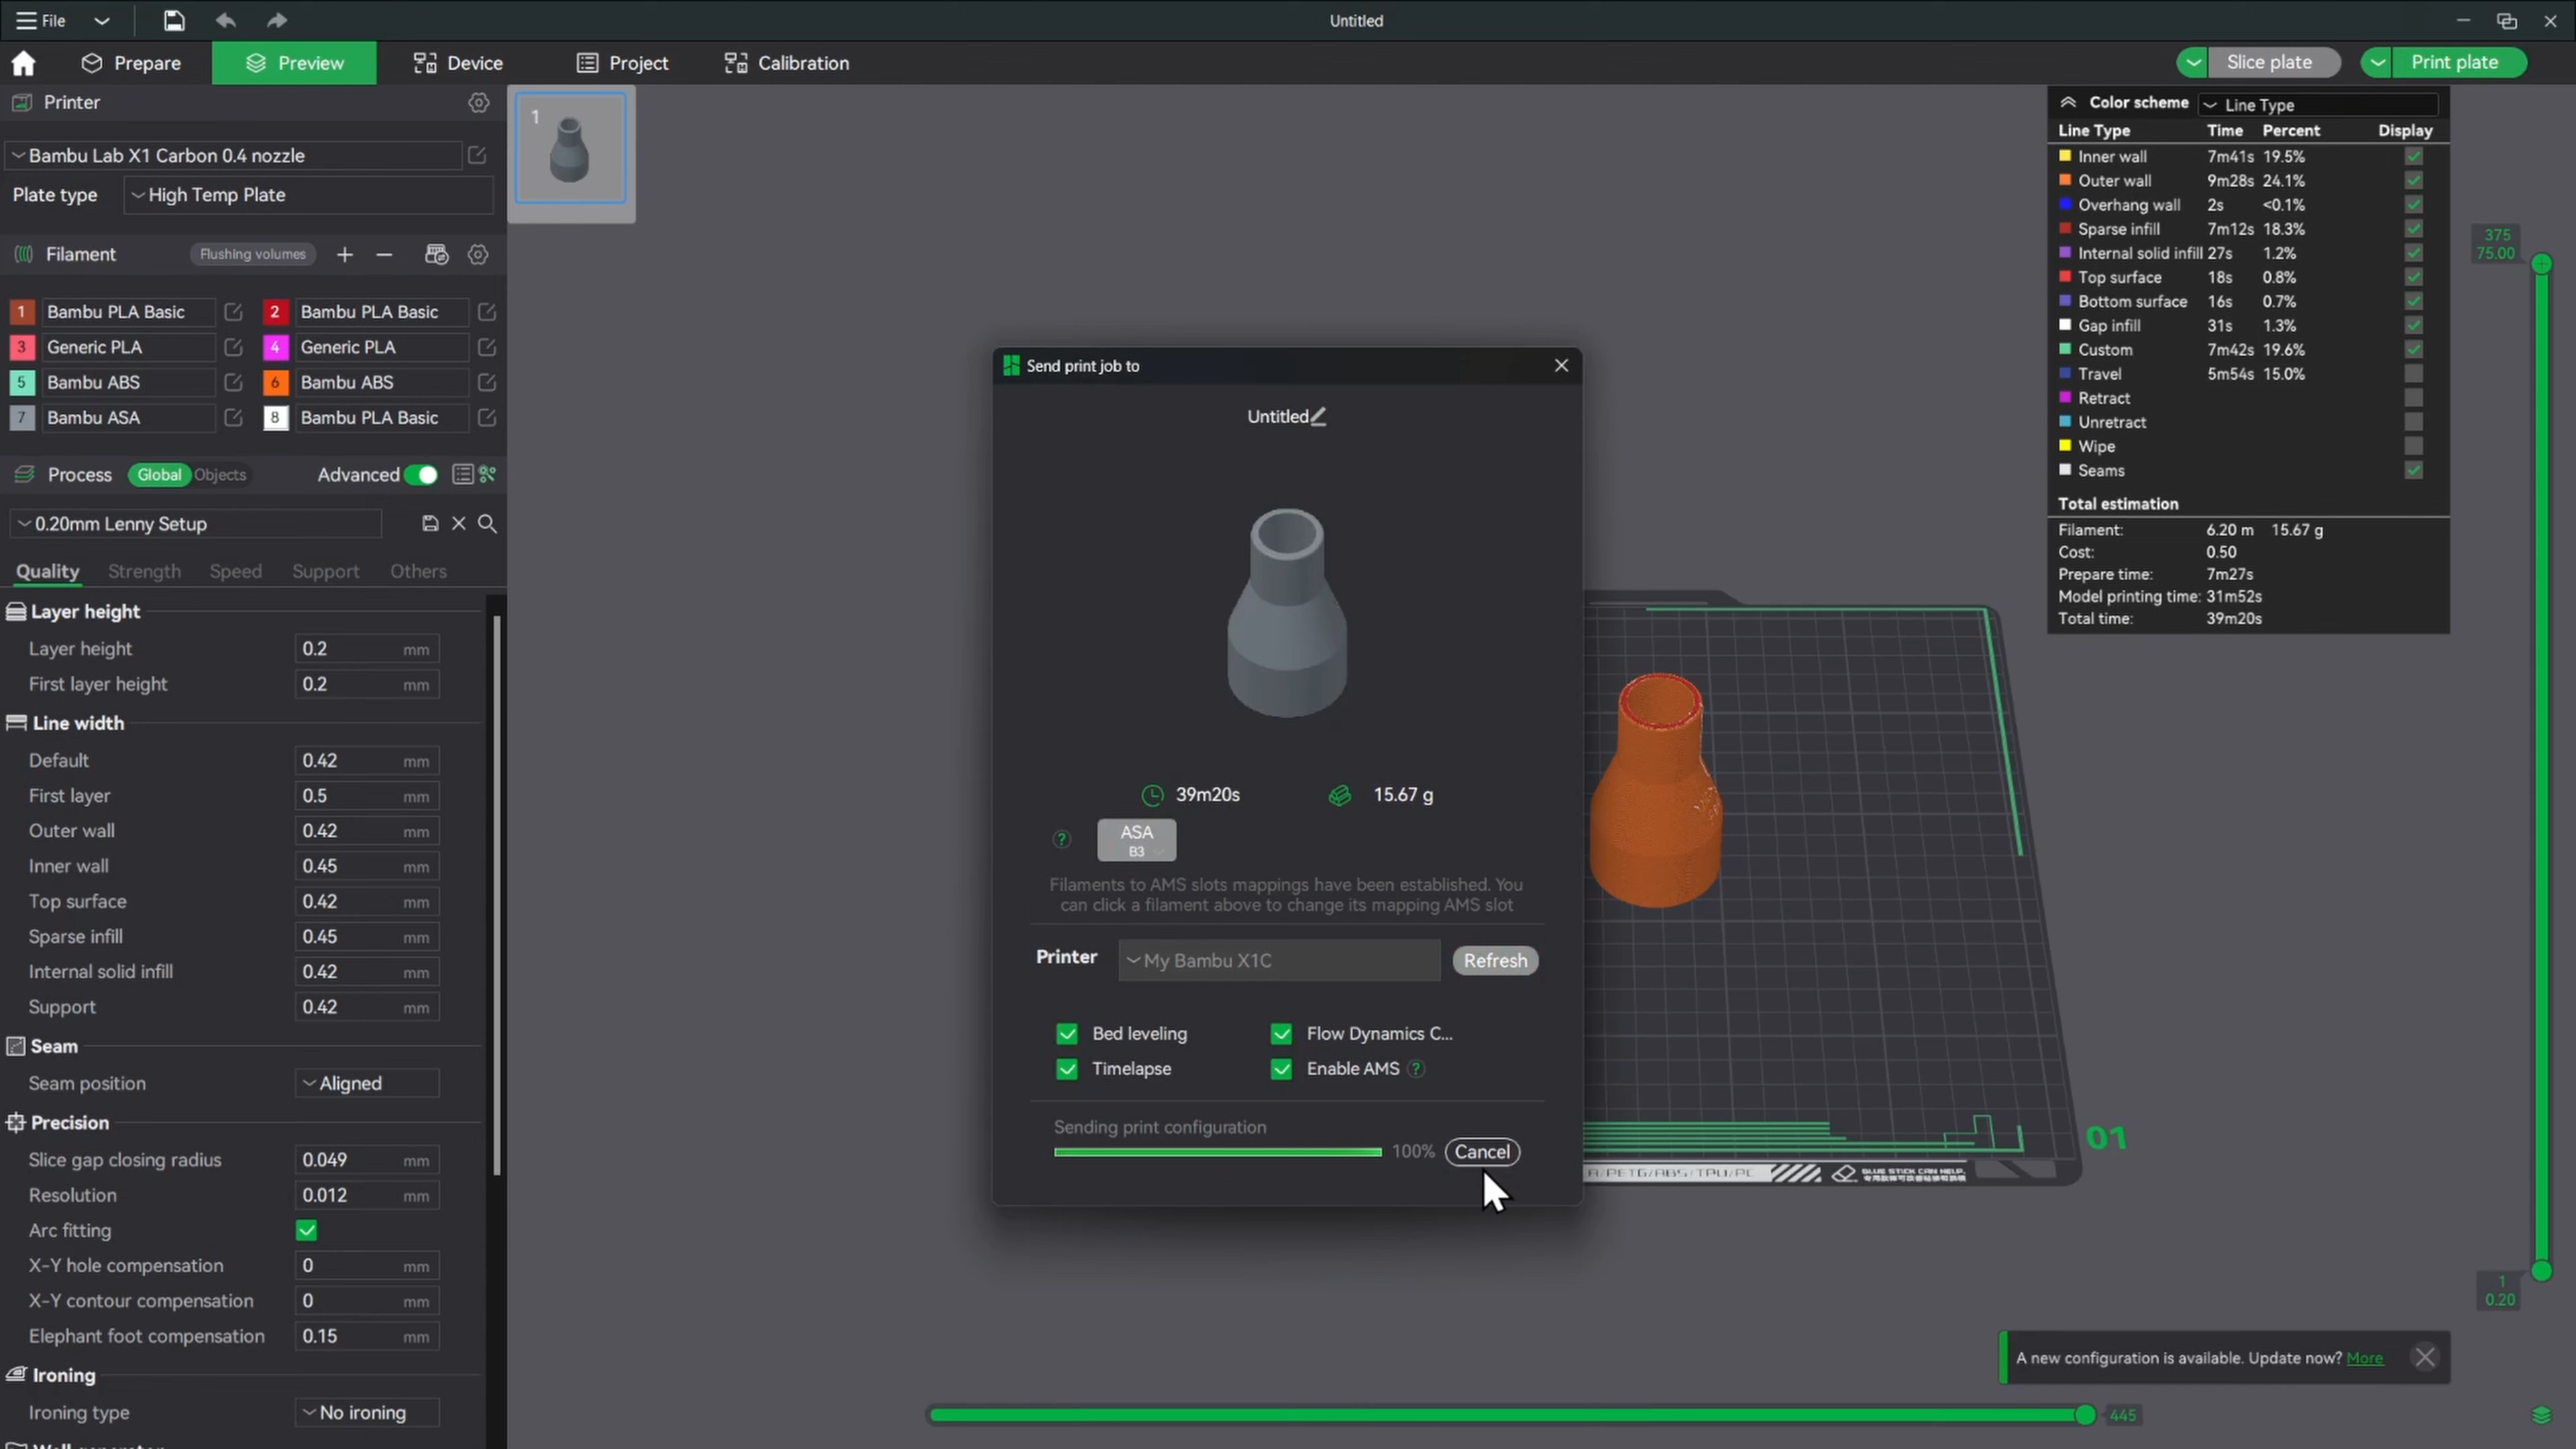 File
Untitled
Prepare
Preview
Device
Project
Calibration
Slice plate
Print plate
Printer
Bambu Lab X1 Carbon 0.4 nozzle
Plate type High Temp Plate
Filament Flushing volumes + −
1 Bambu PLA Basic 2 Bambu PLA Basic
3 Generic PLA 4 Generic PLA
5 Bambu ABS 6 Bambu ABS
7 Bambu ASA 8 Bambu PLA Basic
Process Global Objects Advanced
0.20mm Lenny Setup
Quality Strength Speed Support Others
Layer height
Layer height 0.2 mm
First layer height 0.2 mm
Line width
Default 0.42 mm
First layer 0.5 mm
Outer wall 0.42 mm
Inner wall 0.45 mm
Top surface 0.42 mm
Sparse infill 0.45 mm
Internal solid infill 0.42 mm
Support 0.42 mm
Seam
Seam position Aligned
Precision
Slice gap closing radius 0.049 mm
Resolution 0.012 mm
Arc fitting
X-Y hole compensation 0 mm
X-Y contour compensation 0 mm
Elephant foot compensation 0.15 mm
Ironing
Ironing type No ironing
1
Send print job to
Untitled
39m20s 15.67 g
? ASA
B3
Filaments to AMS slots mappings have been established. You
can click a filament above to change its mapping AMS slot
Printer My Bambu X1C Refresh
Bed leveling Flow Dynamics C...
Timelapse Enable AMS ?
Sending print configuration
100% Cancel
Color scheme Line Type
Line Type Time Percent Display
Inner wall 7m41s 19.5%
Outer wall 9m28s 24.1%
Overhang wall 2s <0.1%
Sparse infill 7m12s 18.3%
Internal solid infill 27s 1.2%
Top surface 18s 0.8%
Bottom surface 16s 0.7%
Gap infill 31s 1.3%
Custom 7m42s 19.6%
Travel 5m54s 15.0%
Retract
Unretract
Wipe
Seams
Total estimation
Filament: 6.20 m 15.67 g
Cost: 0.50
Prepare time: 7m27s
Model printing time: 31m52s
Total time: 39m20s
375
75.00
01
A/PETG/ABS/TPU/PC
BLUE STICK CAN HELP.
1
0.20
A new configuration is available. Update now? More
445